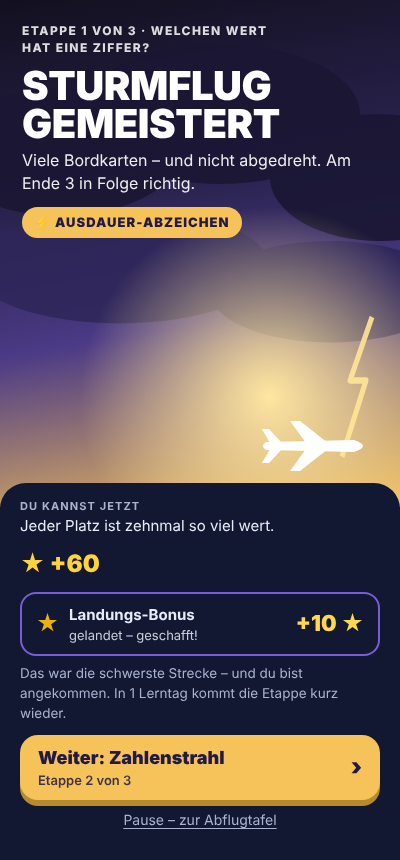 ETAPPE 1 VON 3 · WELCHEN WERT
HAT EINE ZIFFER?
STURMFLUG
GEMEISTERT
Viele Bordkarten – und nicht abgedreht. Am
Ende 3 in Folge richtig.
⚡ AUSDAUER-ABZEICHEN
DU KANNST JETZT
Jeder Platz ist zehnmal so viel wert.
★ +60
★ Landungs-Bonus
gelandet – geschafft!
+10 ★
Das war die schwerste Strecke – und du bist
angekommen. In 1 Lerntag kommt die Etappe kurz
wieder.
Weiter: Zahlenstrahl
Etappe 2 von 3
›
Pause – zur Abflugtafel